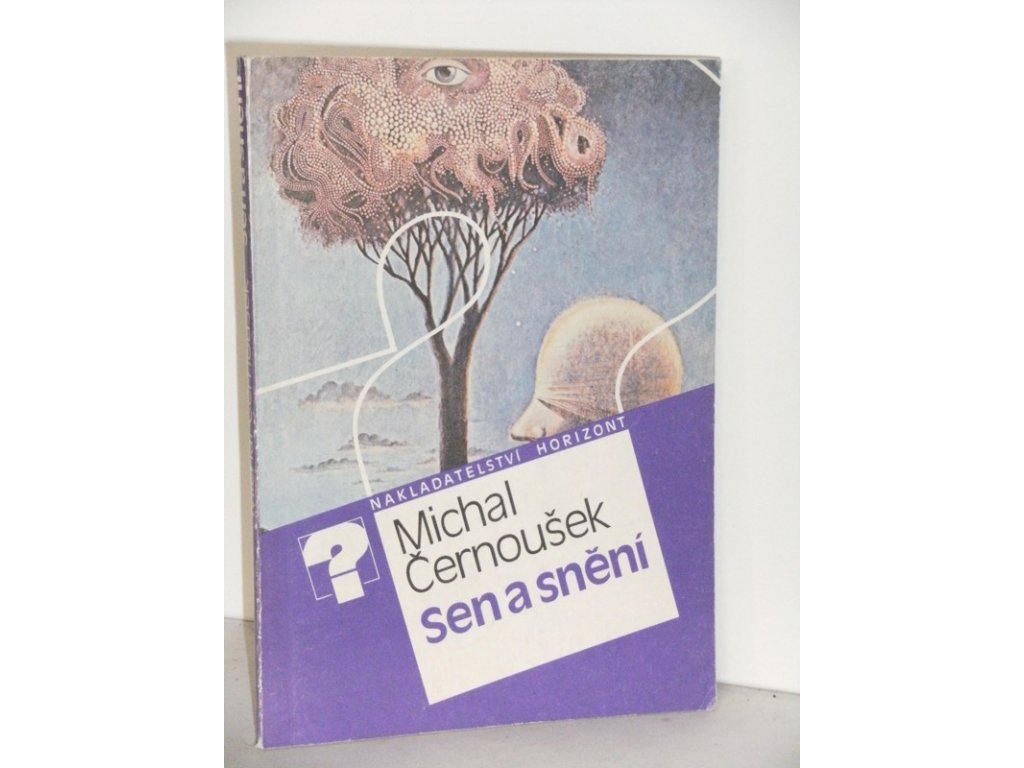 NAKLADATELSTVÍ HORIZONT
?
Michal
Černoušek
sen a snění